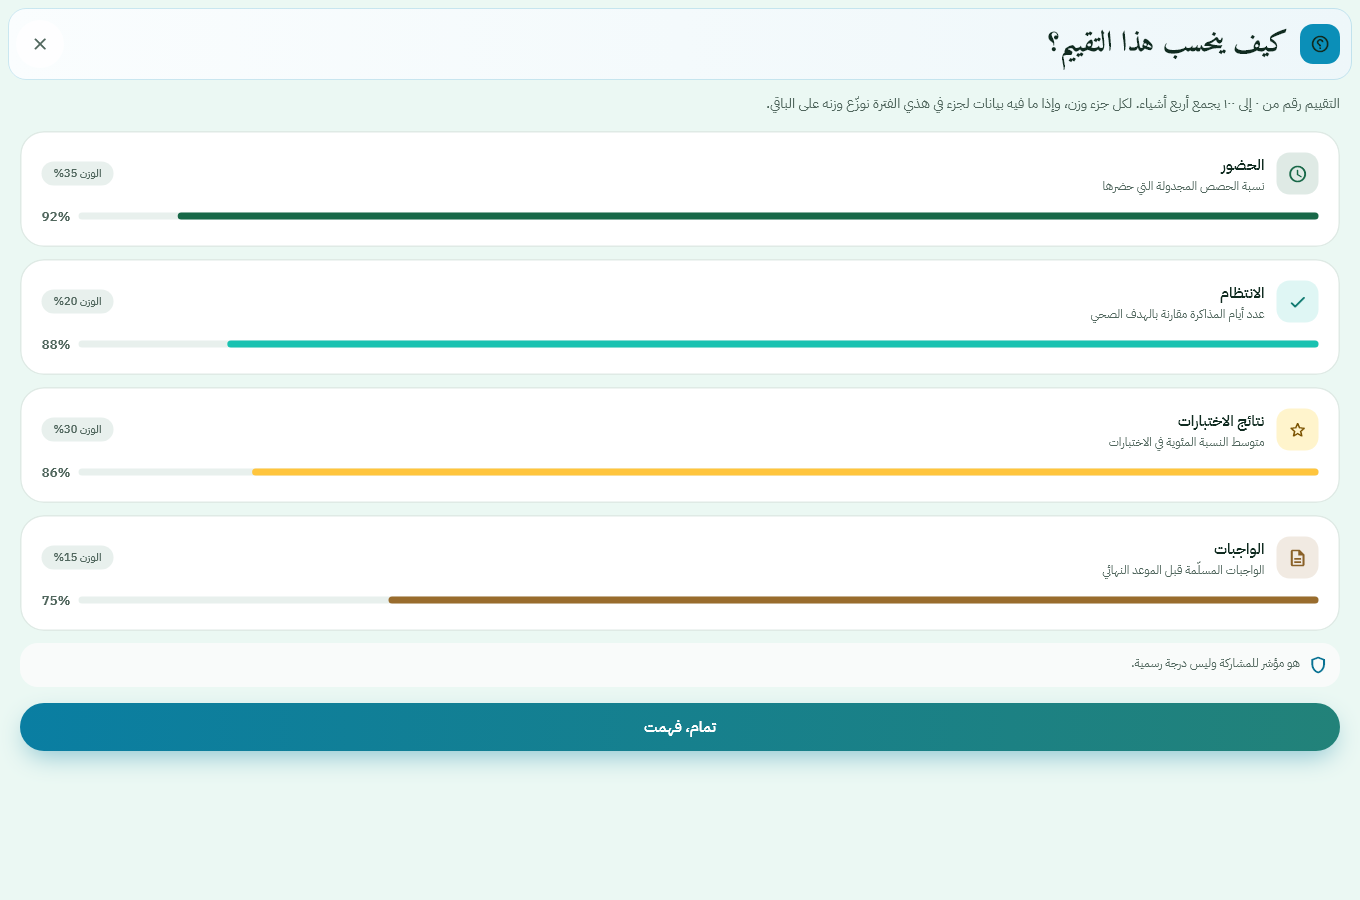 كيف ينحسب هذا التقييم؟
التقييم رقم من ٠ إلى ١٠٠ يجمع أربع أشياء. لكل جزء وزن، وإذا ما فيه بيانات لجزء في هذي الفترة نوزّع وزنه على الباقي.
الحضور
الوزن 35%
نسبة الحصص المجدولة التي حضرها
92%
الانتظام
الوزن 20%
عدد أيام المذاكرة مقارنة بالهدف الصحي
88%
نتائج الاختبارات
الوزن 30%
متوسط النسبة المئوية في الاختبارات
86%
الواجبات
الوزن 15%
الواجبات المسلّمة قبل الموعد النهائي
75%
هو مؤشر للمشاركة وليس درجة رسمية.
تمام، فهمت